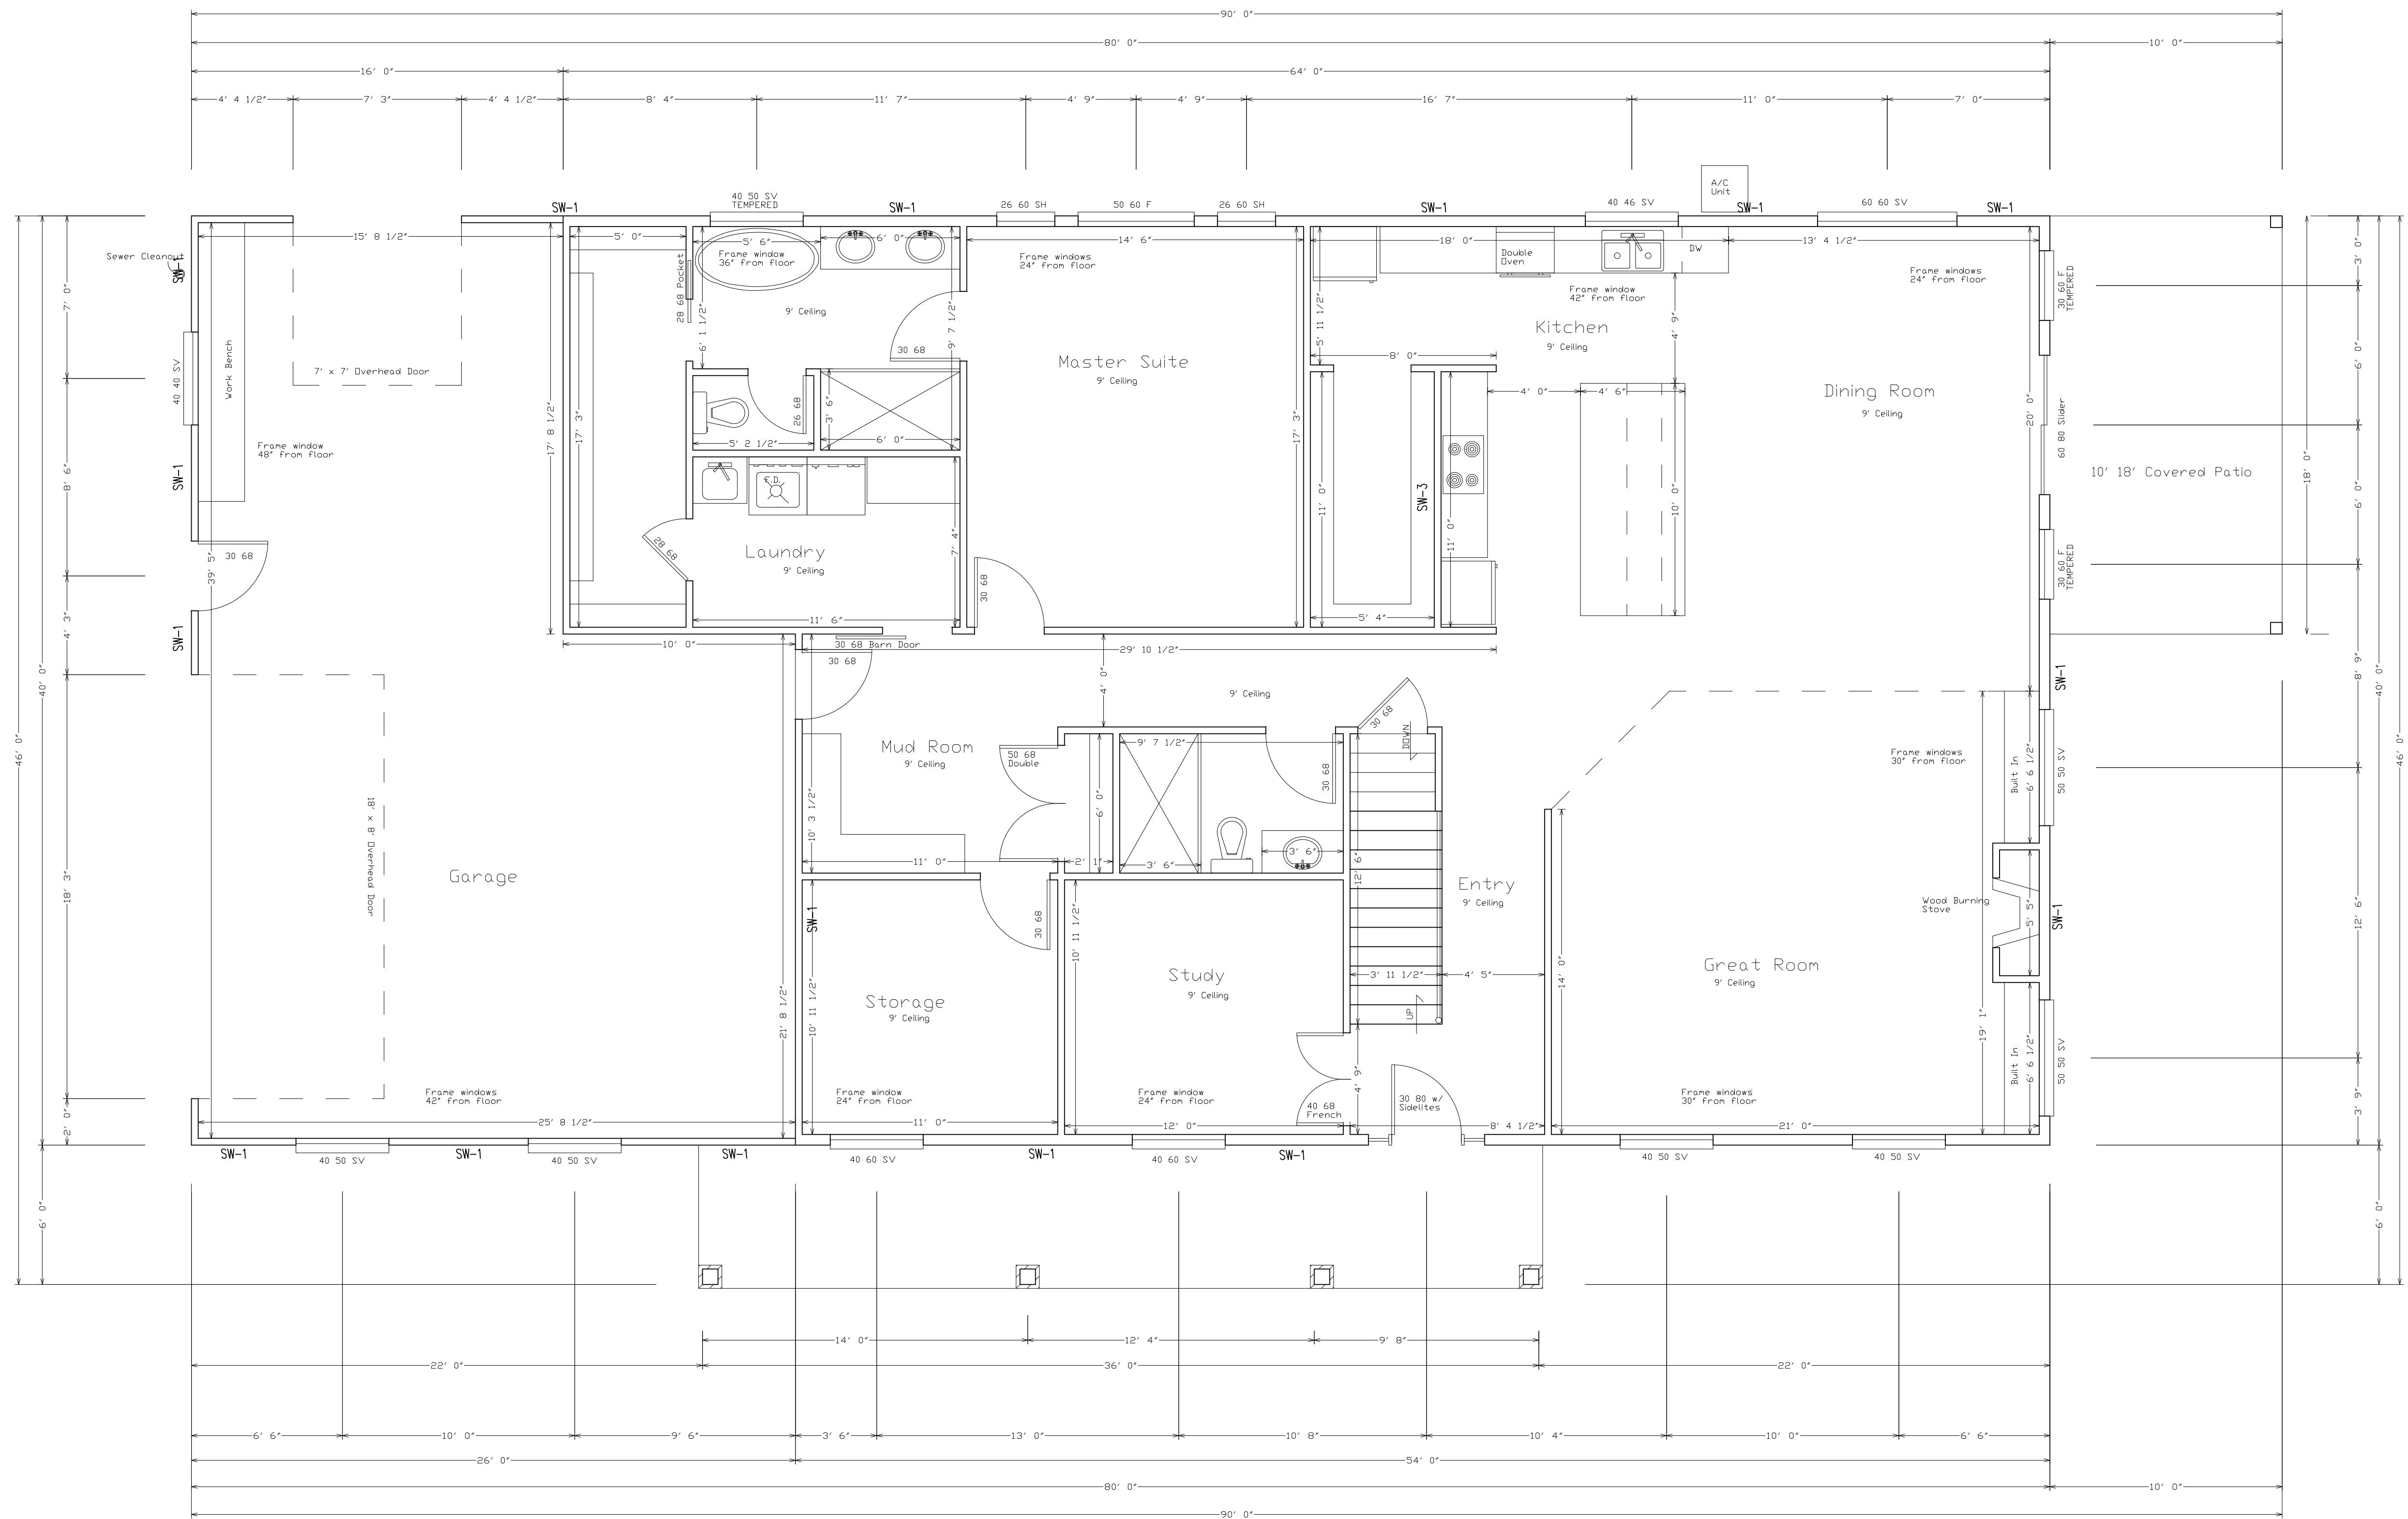 90' 0"
80' 0"
10' 0"
16' 0"
64' 0"
4' 4 1/2"
7' 3"
4' 4 1/2"
8' 4"
11' 7"
4' 9"
4' 9"
16' 7"
11' 0"
7' 0"
A/C
Unit
40 50 SV
TEMPERED
26 60 SH
50 60 F
26 60 SH
40 46 SV
60 60 SV
SW-1
SW-1
SW-1
SW-1
SW-1
15' 8 1/2"
5' 0"
5' 6"
6' 0"
14' 6"
18' 0"
13' 4 1/2"
Sewer Cleanout
SW-1
Frame window
36" from floor
Frame windows
24" from floor
Double
Oven
DW
Frame window
42" from floor
Frame windows
24" from floor
30 60 F
TEMPERED
3' 0"
28 68 Pocket
6' 1 1/2"
9' 7 1/2"
9' Ceiling
5' 11 1/2"
4' 9"
7' 0"
6' 0"
Kitchen
9' Ceiling
30 68
8' 0"
Master Suite
9' Ceiling
Work Bench
7' x 7' Overhead Door
40 40 SV
4' 0"
4' 6"
Dining Room
9' Ceiling
20' 0"
60 80 Slider
17' 8 1/2"
17' 3"
26 68
3' 6"
5' 2 1/2"
6' 0"
17' 3"
Frame window
48" from floor
SW-1
8' 6"
F.D.
11' 0"
SW-3
11' 0"
10' 0"
10' 18' Covered Patio
18' 0"
6' 0"
28 68
Laundry
9' Ceiling
7' 4"
30 68
39' 5"
30 68
30 60 F
TEMPERED
4' 3"
SW-1
11' 6"
5' 4"
10' 0"
30 68 Barn Door
30 68
29' 10 1/2"
4' 0"
9' Ceiling
30 68
DOWN
SW-1
8' 9"
40' 0"
46' 0"
40' 0"
46' 0"
Mud Room
9' Ceiling
50 68
Double
9' 7 1/2"
30 68
Frame windows
30" from floor
Built In
6' 6 1/2"
50 50 SV
10' 3 1/2"
6' 0"
18' x 8' Overhead Door
11' 0"
2' 1"
3' 6"
3' 6"
12' 6"
Garage
18' 3"
SW-1
30 68
10' 11 1/2"
Entry
9' Ceiling
Wood Burning
Stove
5' 5"
SW-1
12' 6"
Study
9' Ceiling
3' 11 1/2"
4' 5"
14' 0"
Great Room
9' Ceiling
Storage
9' Ceiling
21' 8 1/2"
10' 11 1/2"
UP
19' 1"
Built In
6' 6 1/2"
50 50 SV
Frame windows
42" from floor
Frame window
24" from floor
Frame window
24" from floor
4' 9"
40 68
French
30 80 w/
Sidelites
Frame windows
30" from floor
3' 9"
2' 0"
25' 8 1/2"
11' 0"
12' 0"
8' 4 1/2"
21' 0"
SW-1
40 50 SV
SW-1
40 50 SV
SW-1
40 60 SV
SW-1
40 60 SV
SW-1
40 50 SV
40 50 SV
6' 0"
6' 0"
14' 0"
12' 4"
9' 8"
22' 0"
36' 0"
22' 0"
6' 6"
10' 0"
9' 6"
3' 6"
13' 0"
10' 8"
10' 4"
10' 0"
6' 6"
26' 0"
54' 0"
80' 0"
10' 0"
90' 0"